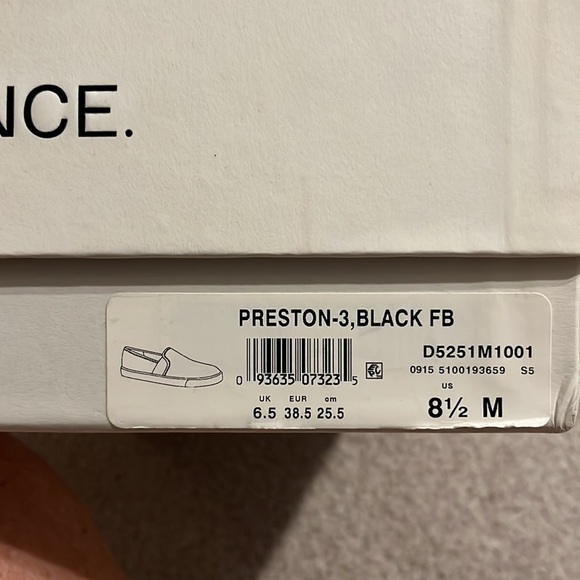 NCE.
PRESTON-3,BLACK FB
D5251M1001
0 93635 07323 5
0915 5100193659 S5
UK EUR cm US
6.5 38.5 25.5 8½ M